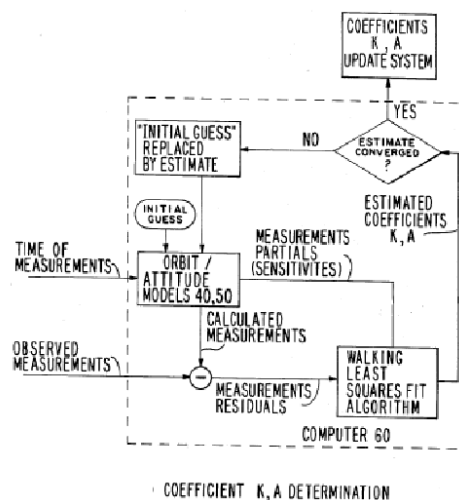 COEFFICIENTS
K, A
UPDATE SYSTEM
YES
"INITIAL GUESS"
REPLACED
BY ESTIMATE
NO
ESTIMATE
CONVERGED
?
INITIAL
GUESS
ESTIMATED
COEFFICIENTS
K, A
MEASUREMENTS
PARTIALS
(SENSITIVITES)
TIME OF
MEASUREMENTS
ORBIT /
ATTITUDE
MODELS 40,50
CALCULATED
MEASUREMENTS
OBSERVED
MEASUREMENTS
MEASUREMENTS
RESIDUALS
WALKING
LEAST
SQUARES FIT
ALGORITHM
COMPUTER 60
COEFFICIENT K,A DETERMINATION